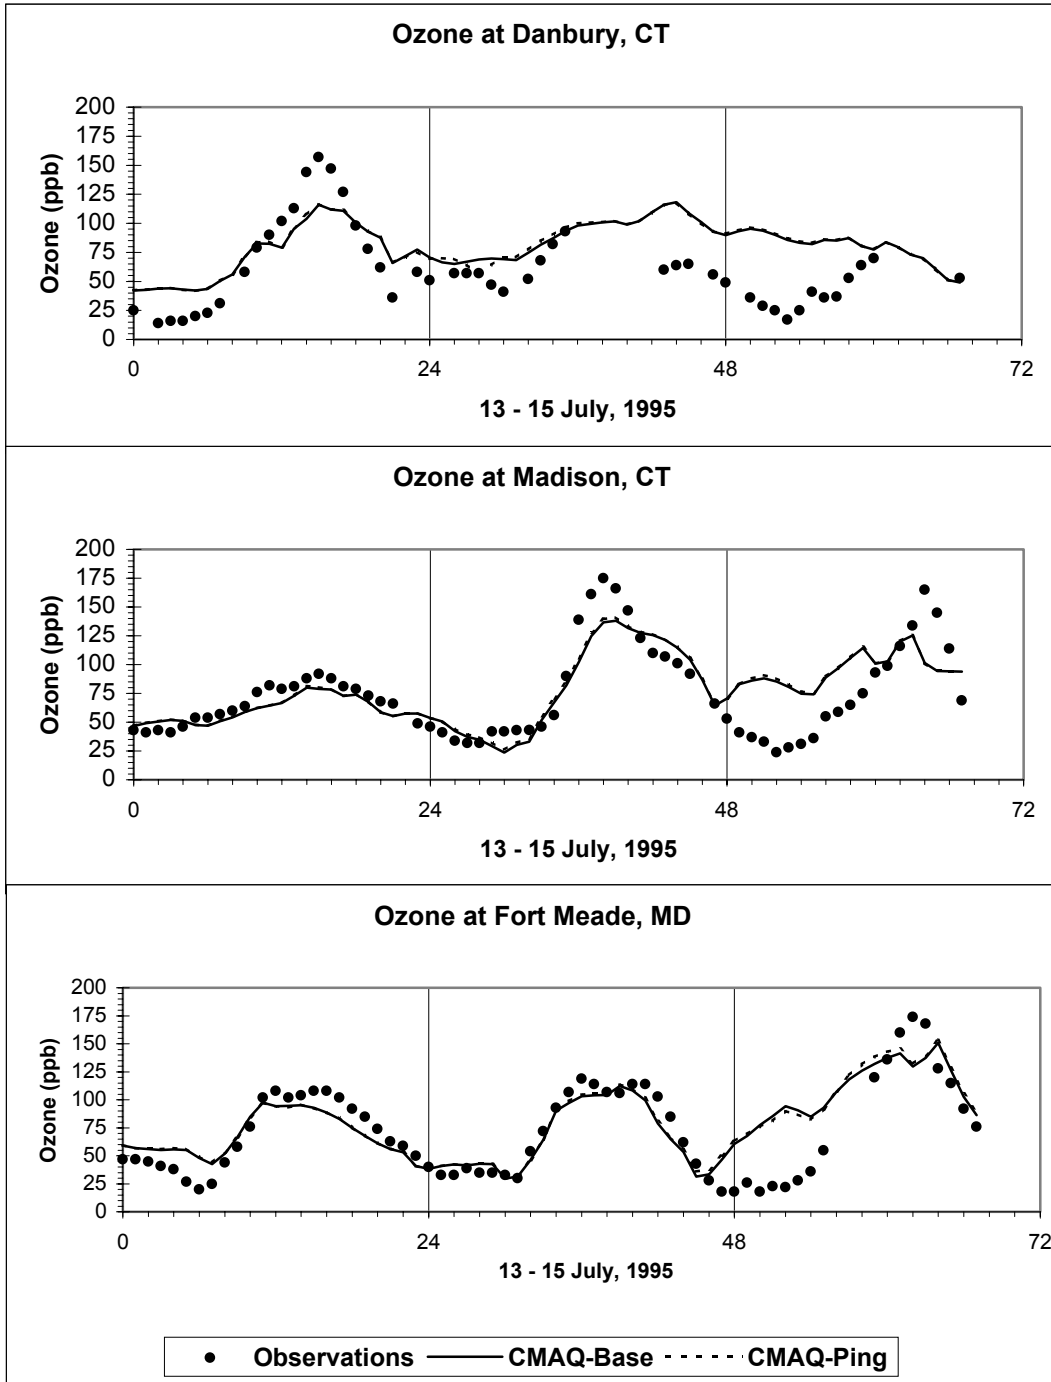 Ozone at Danbury, CT
Ozone (ppb)
200
175
150
125
100
75
50
25
0
0 24 48 72
13 - 15 July, 1995
Ozone at Madison, CT
Ozone (ppb)
200
175
150
125
100
75
50
25
0
0 24 48 72
13 - 15 July, 1995
Ozone at Fort Meade, MD
Ozone (ppb)
200
175
150
125
100
75
50
25
0
0 24 48 72
13 - 15 July, 1995
Observations CMAQ-Base CMAQ-Ping